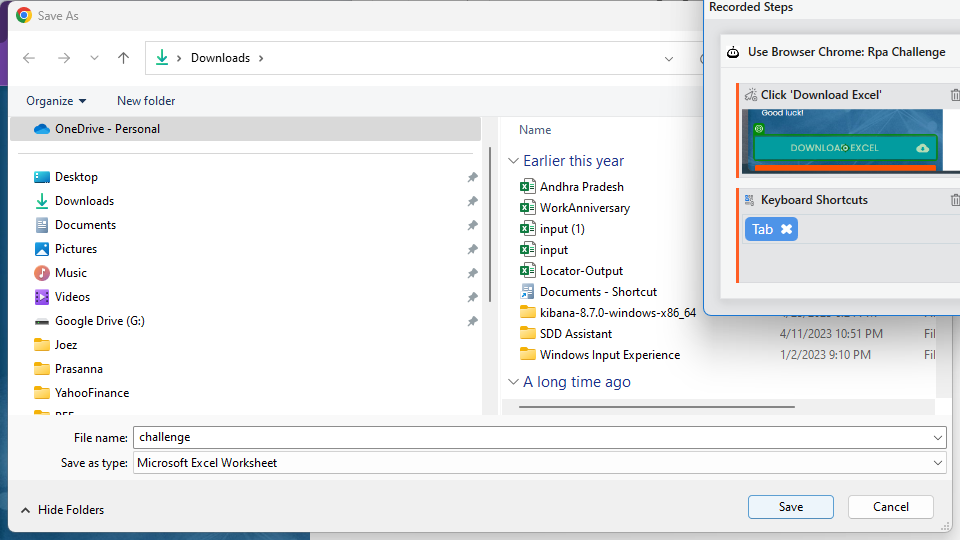 Save As
Recorded Steps
Downloads
Use Browser Chrome: Rpa Challenge
Organize
New folder
Click 'Download Excel'
Good luck!
DOWNLOAD EXCEL
OneDrive - Personal
Name
Earlier this year
Desktop
Downloads
Documents
Pictures
Music
Videos
Google Drive (G:)
Joez
Prasanna
YahooFinance
Andhra Pradesh
WorkAnniversary
input (1)
input
Locator-Output
Documents - Shortcut
kibana-8.7.0-windows-x86_64
SDD Assistant
4/11/2023 10:51 PM
Fil
Windows Input Experience
1/2/2023 9:10 PM
Fil
A long time ago
Keyboard Shortcuts
Tab
File name:
challenge
Save as type:
Microsoft Excel Worksheet
Hide Folders
Save
Cancel